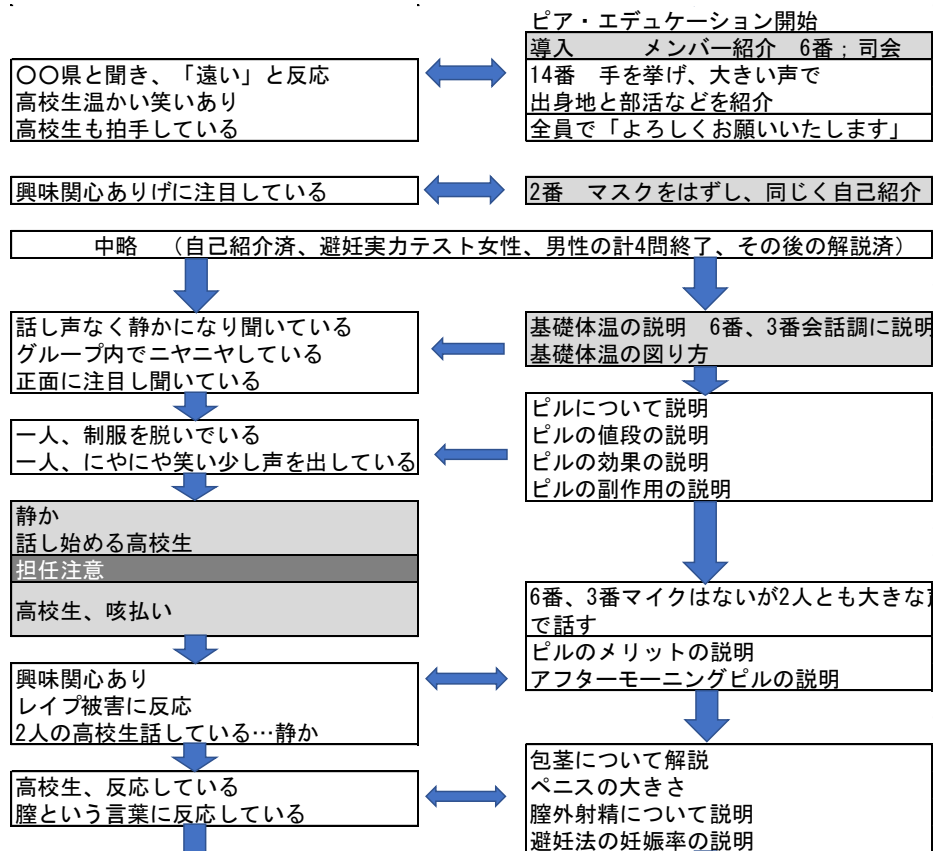 ピア・エデュケーション開始
導入　　メンバー紹介　6番；司会
〇〇県と聞き、「遠い」と反応
高校生温かい笑いあり
高校生も拍手している
14番　手を挙げ、大きい声で
出身地と部活などを紹介
全員で「よろしくお願いいたします」
興味関心ありげに注目している
2番　マスクをはずし、同じく自己紹介
中略　（自己紹介済、避妊実力テスト女性、男性の計4問終了、その後の解説済）
話し声なく静かになり聞いている
グループ内でニヤニヤしている
正面に注目し聞いている
基礎体温の説明　6番、3番会話調に説明
基礎体温の図り方
ピルについて説明
ピルの値段の説明
ピルの効果の説明
ピルの副作用の説明
一人、制服を脱いでいる
一人、にやにや笑い少し声を出している
静か
話し始める高校生
担任注意
高校生、咳払い
6番、3番マイクはないが2人とも大きな
で話す
ピルのメリットの説明
アフターモーニングピルの説明
興味関心あり
レイプ被害に反応
2人の高校生話している…静か
高校生、反応している
膣という言葉に反応している
包茎について解説
ペニスの大きさ
膣外射精について説明
避妊法の妊娠率の説明